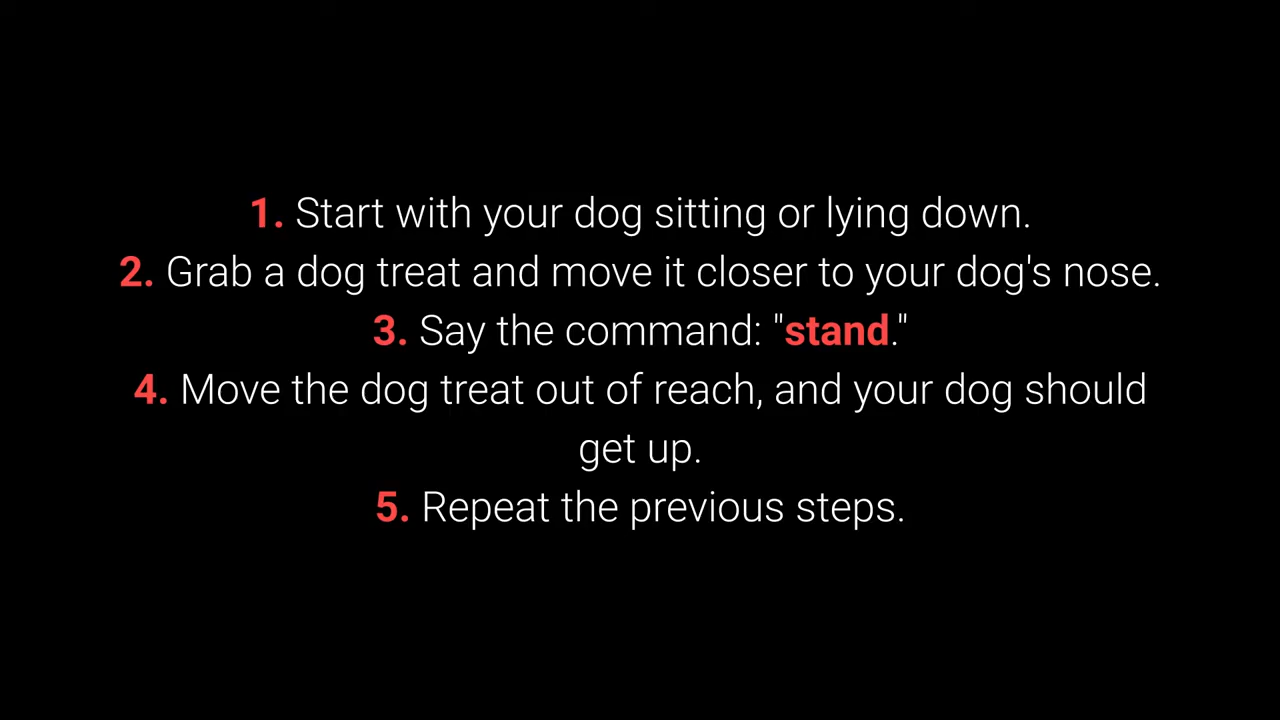 1. Start with your dog sitting or lying down.
2. Grab a dog treat and move it closer to your dog's nose.
3. Say the command: "stand."
4. Move the dog treat out of reach, and your dog should
get up.
5. Repeat the previous steps.